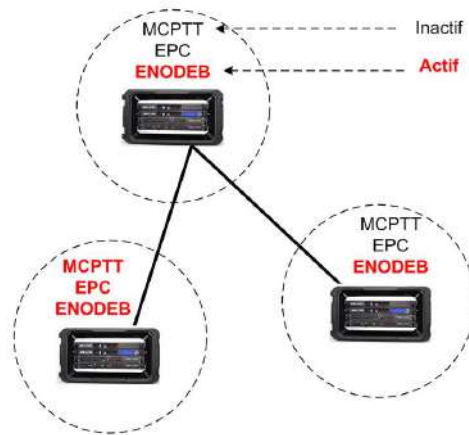 MCPTT
EPC
ENODEB
Inactif
Actif
MCPTT
EPC
ENODEB
MCPTT
EPC
ENODEB